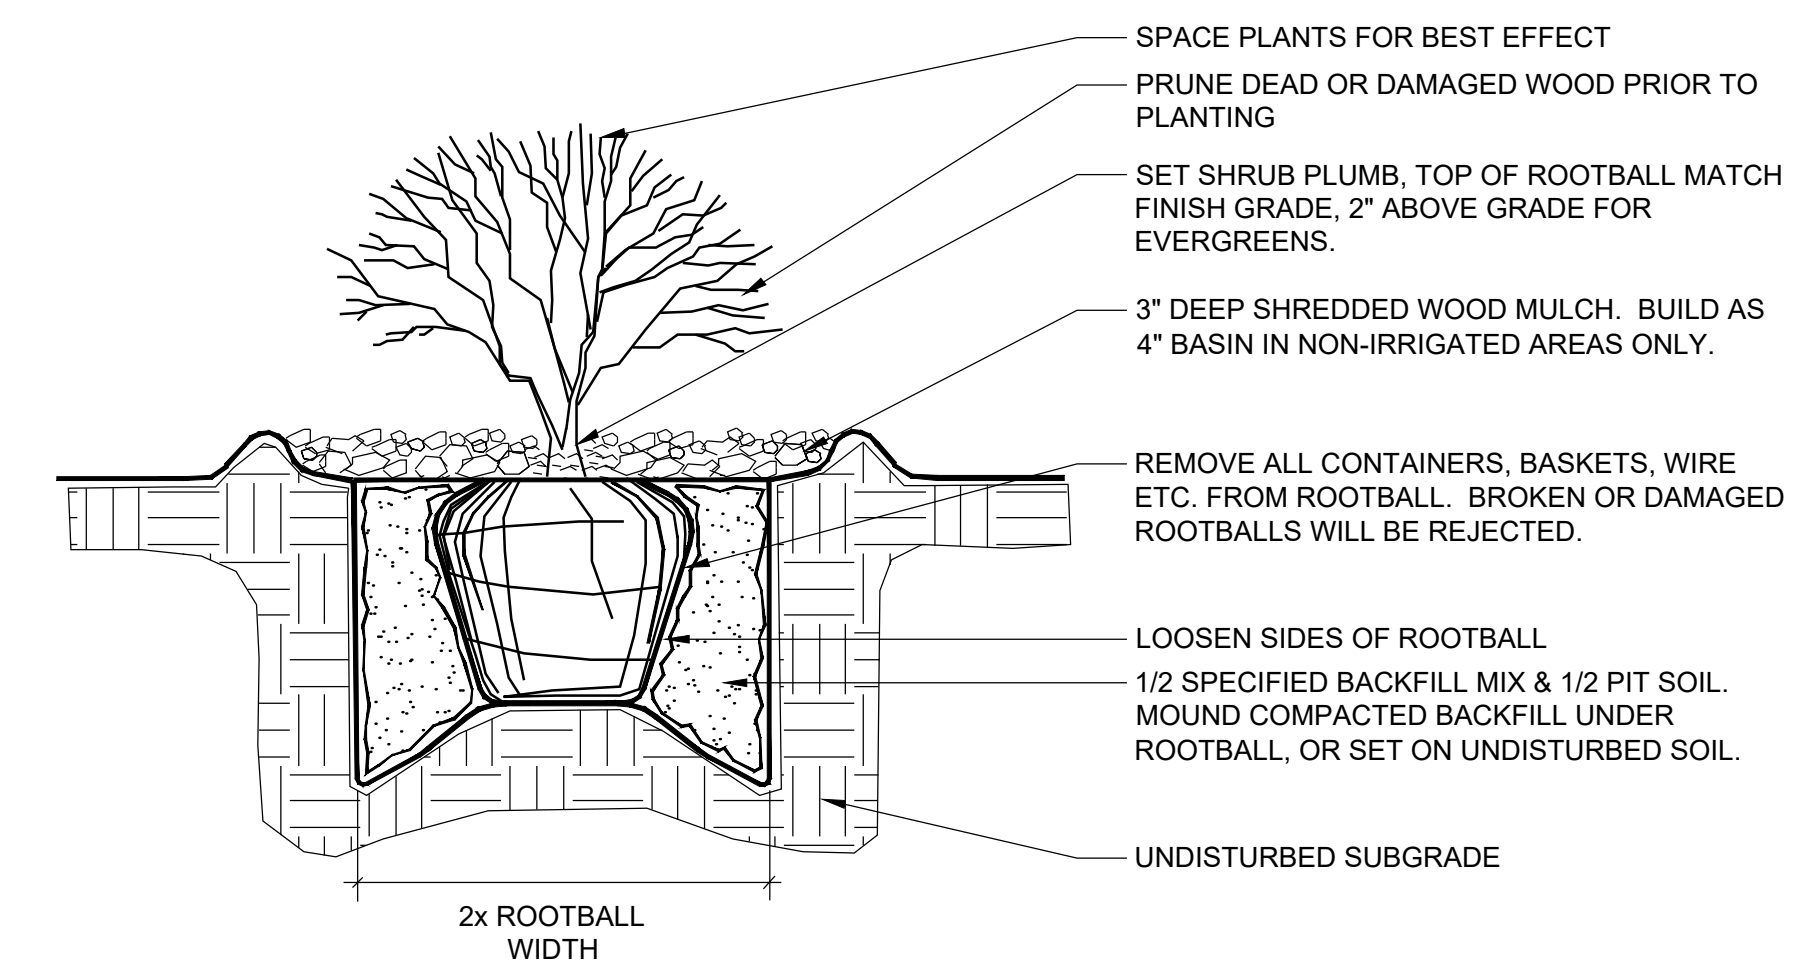 SPACE PLANTS FOR BEST EFFECT
PRUNE DEAD OR DAMAGED WOOD PRIOR TO
PLANTING
SET SHRUB PLUMB, TOP OF ROOTBALL MATCH
FINISH GRADE, 2" ABOVE GRADE FOR
EVERGREENS.
3" DEEP SHREDDED WOOD MULCH.  BUILD AS
4" BASIN IN NON-IRRIGATED AREAS ONLY.
REMOVE ALL CONTAINERS, BASKETS, WIRE
ETC. FROM ROOTBALL.  BROKEN OR DAMAGED
ROOTBALLS WILL BE REJECTED.
LOOSEN SIDES OF ROOTBALL
1/2 SPECIFIED BACKFILL MIX & 1/2 PIT SOIL.
MOUND COMPACTED BACKFILL UNDER
ROOTBALL, OR SET ON UNDISTURBED SOIL.
UNDISTURBED SUBGRADE
2x ROOTBALL
WIDTH